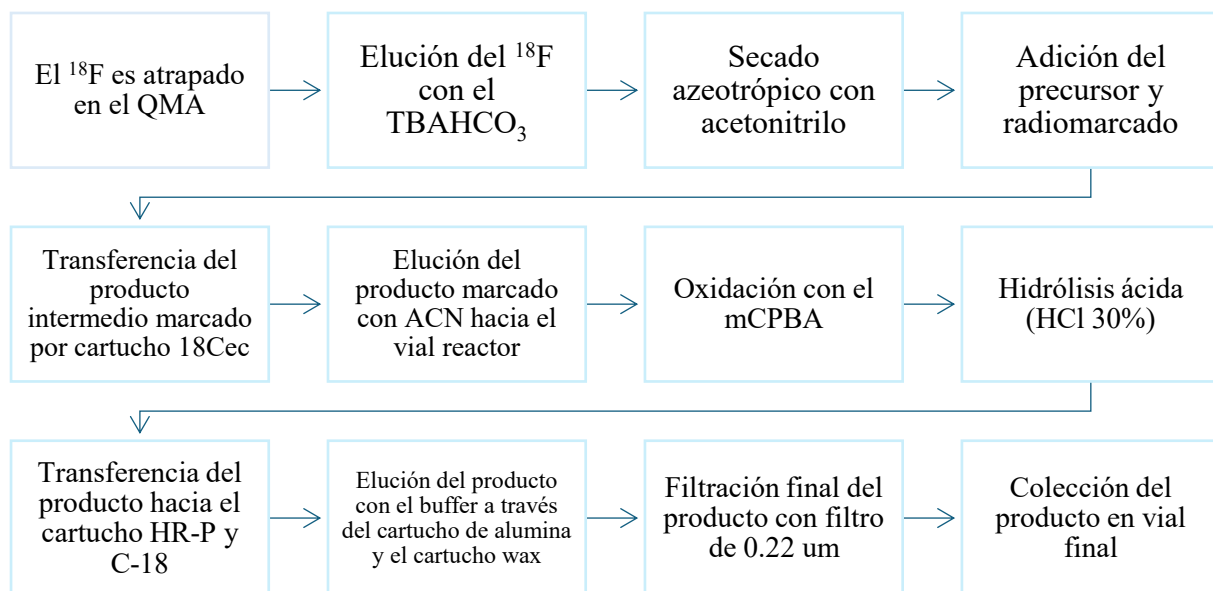 El ¹⁸F es atrapado
en el QMA
Elución del ¹⁸F
con el
TBAHCO₃
Secado
azeotrópico con
acetonitrilo
Adición del
precursor y
radiomarcado
Transferencia del
producto
intermedio marcado
por cartucho 18Cec
Elución del
producto marcado
con ACN hacia el
vial reactor
Oxidación con el
mCPBA
Hidrólisis ácida
(HCl 30%)
Transferencia del
producto hacia el
cartucho HR-P y
C-18
Elución del producto
con el buffer a través
del cartucho de alumina
y el cartucho wax
Filtración final del
producto con filtro
de 0.22 um
Colección del
producto en vial
final